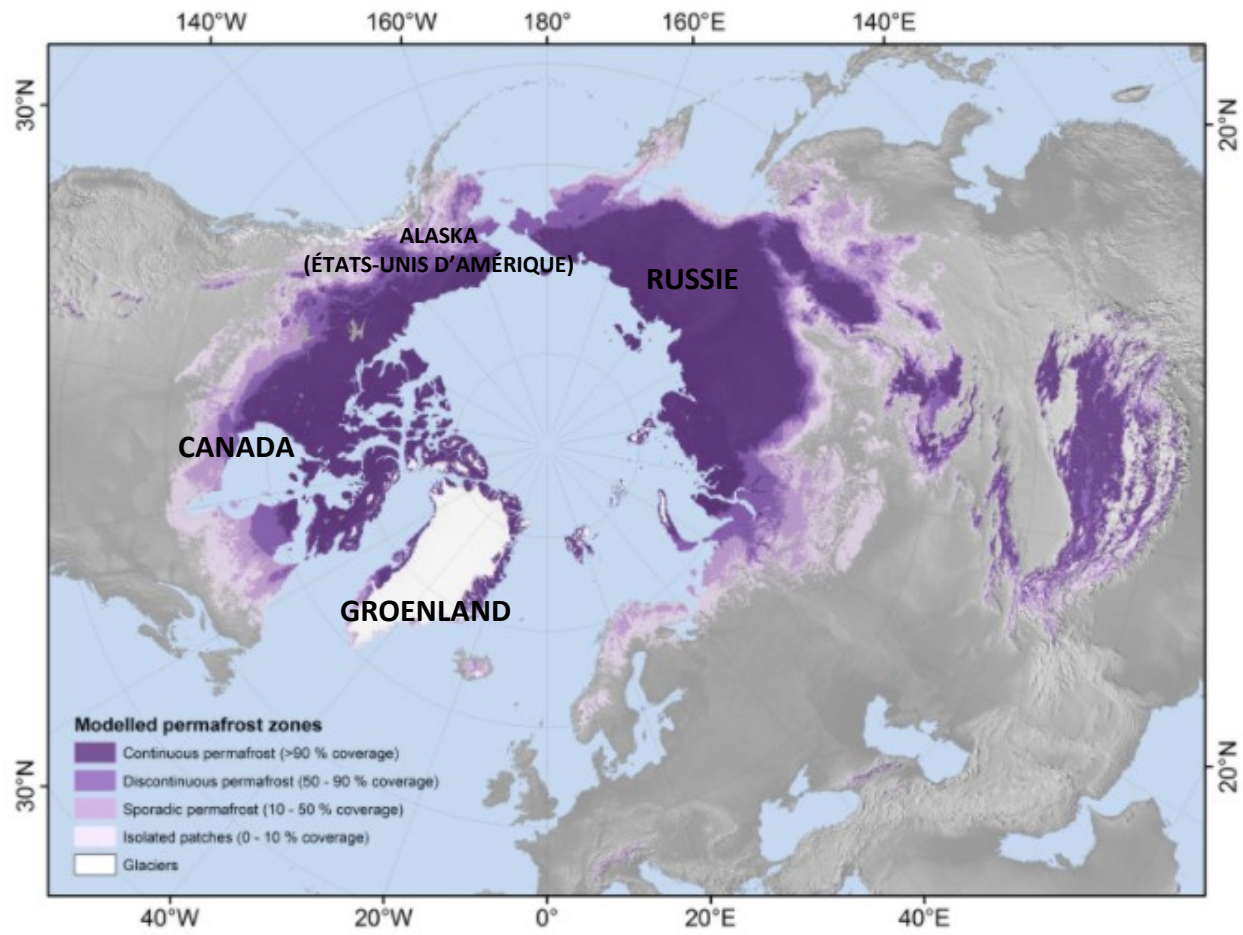 140°W 160°W 180° 160°E 140°E
30°N
20°N
ALASKA
(ÉTATS-UNIS D'AMÉRIQUE)
RUSSIE
CANADA
GROENLAND
Modelled permafrost zones
Continuous permafrost (>90 % coverage)
Discontinuous permafrost (50 - 90 % coverage)
Sporadic permafrost (10 - 50 % coverage)
Isolated patches (0 - 10 % coverage)
Glaciers
30°N
20°N
40°W 20°W 0° 20°E 40°E